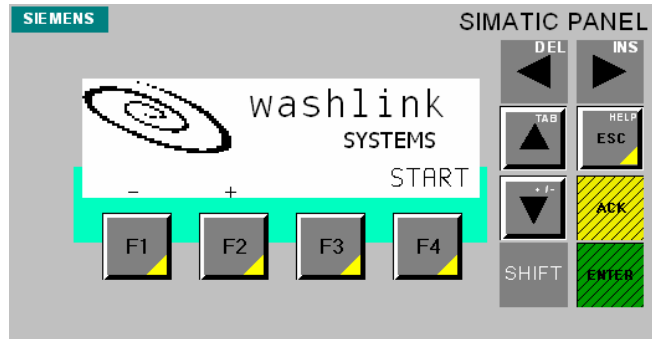 SIEMENS
SIMATIC PANEL
DEL
INS
washlink
SYSTEMS
START
- +
F1 F2 F3 F4
TAB
HELP
ESC
+/-
ACK
SHIFT
ENTER